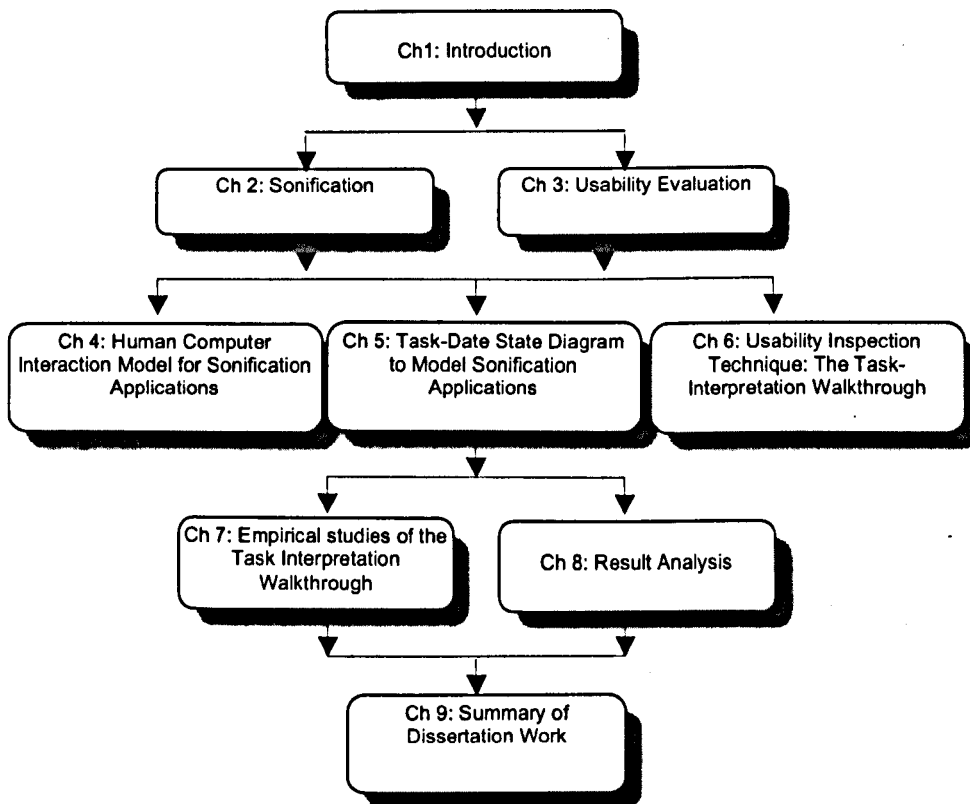 Ch1: Introduction
Ch 2: Sonification
Ch 3: Usability Evaluation
Ch 4: Human Computer
Interaction Model for Sonification
Applications
Ch 5: Task-Date State Diagram
to Model Sonification
Applications
Ch 6: Usability Inspection
Technique: The Task-
Interpretation Walkthrough
Ch 7: Empirical studies of the
Task Interpretation
Walkthrough
Ch 8: Result Analysis
Ch 9: Summary of
Dissertation Work